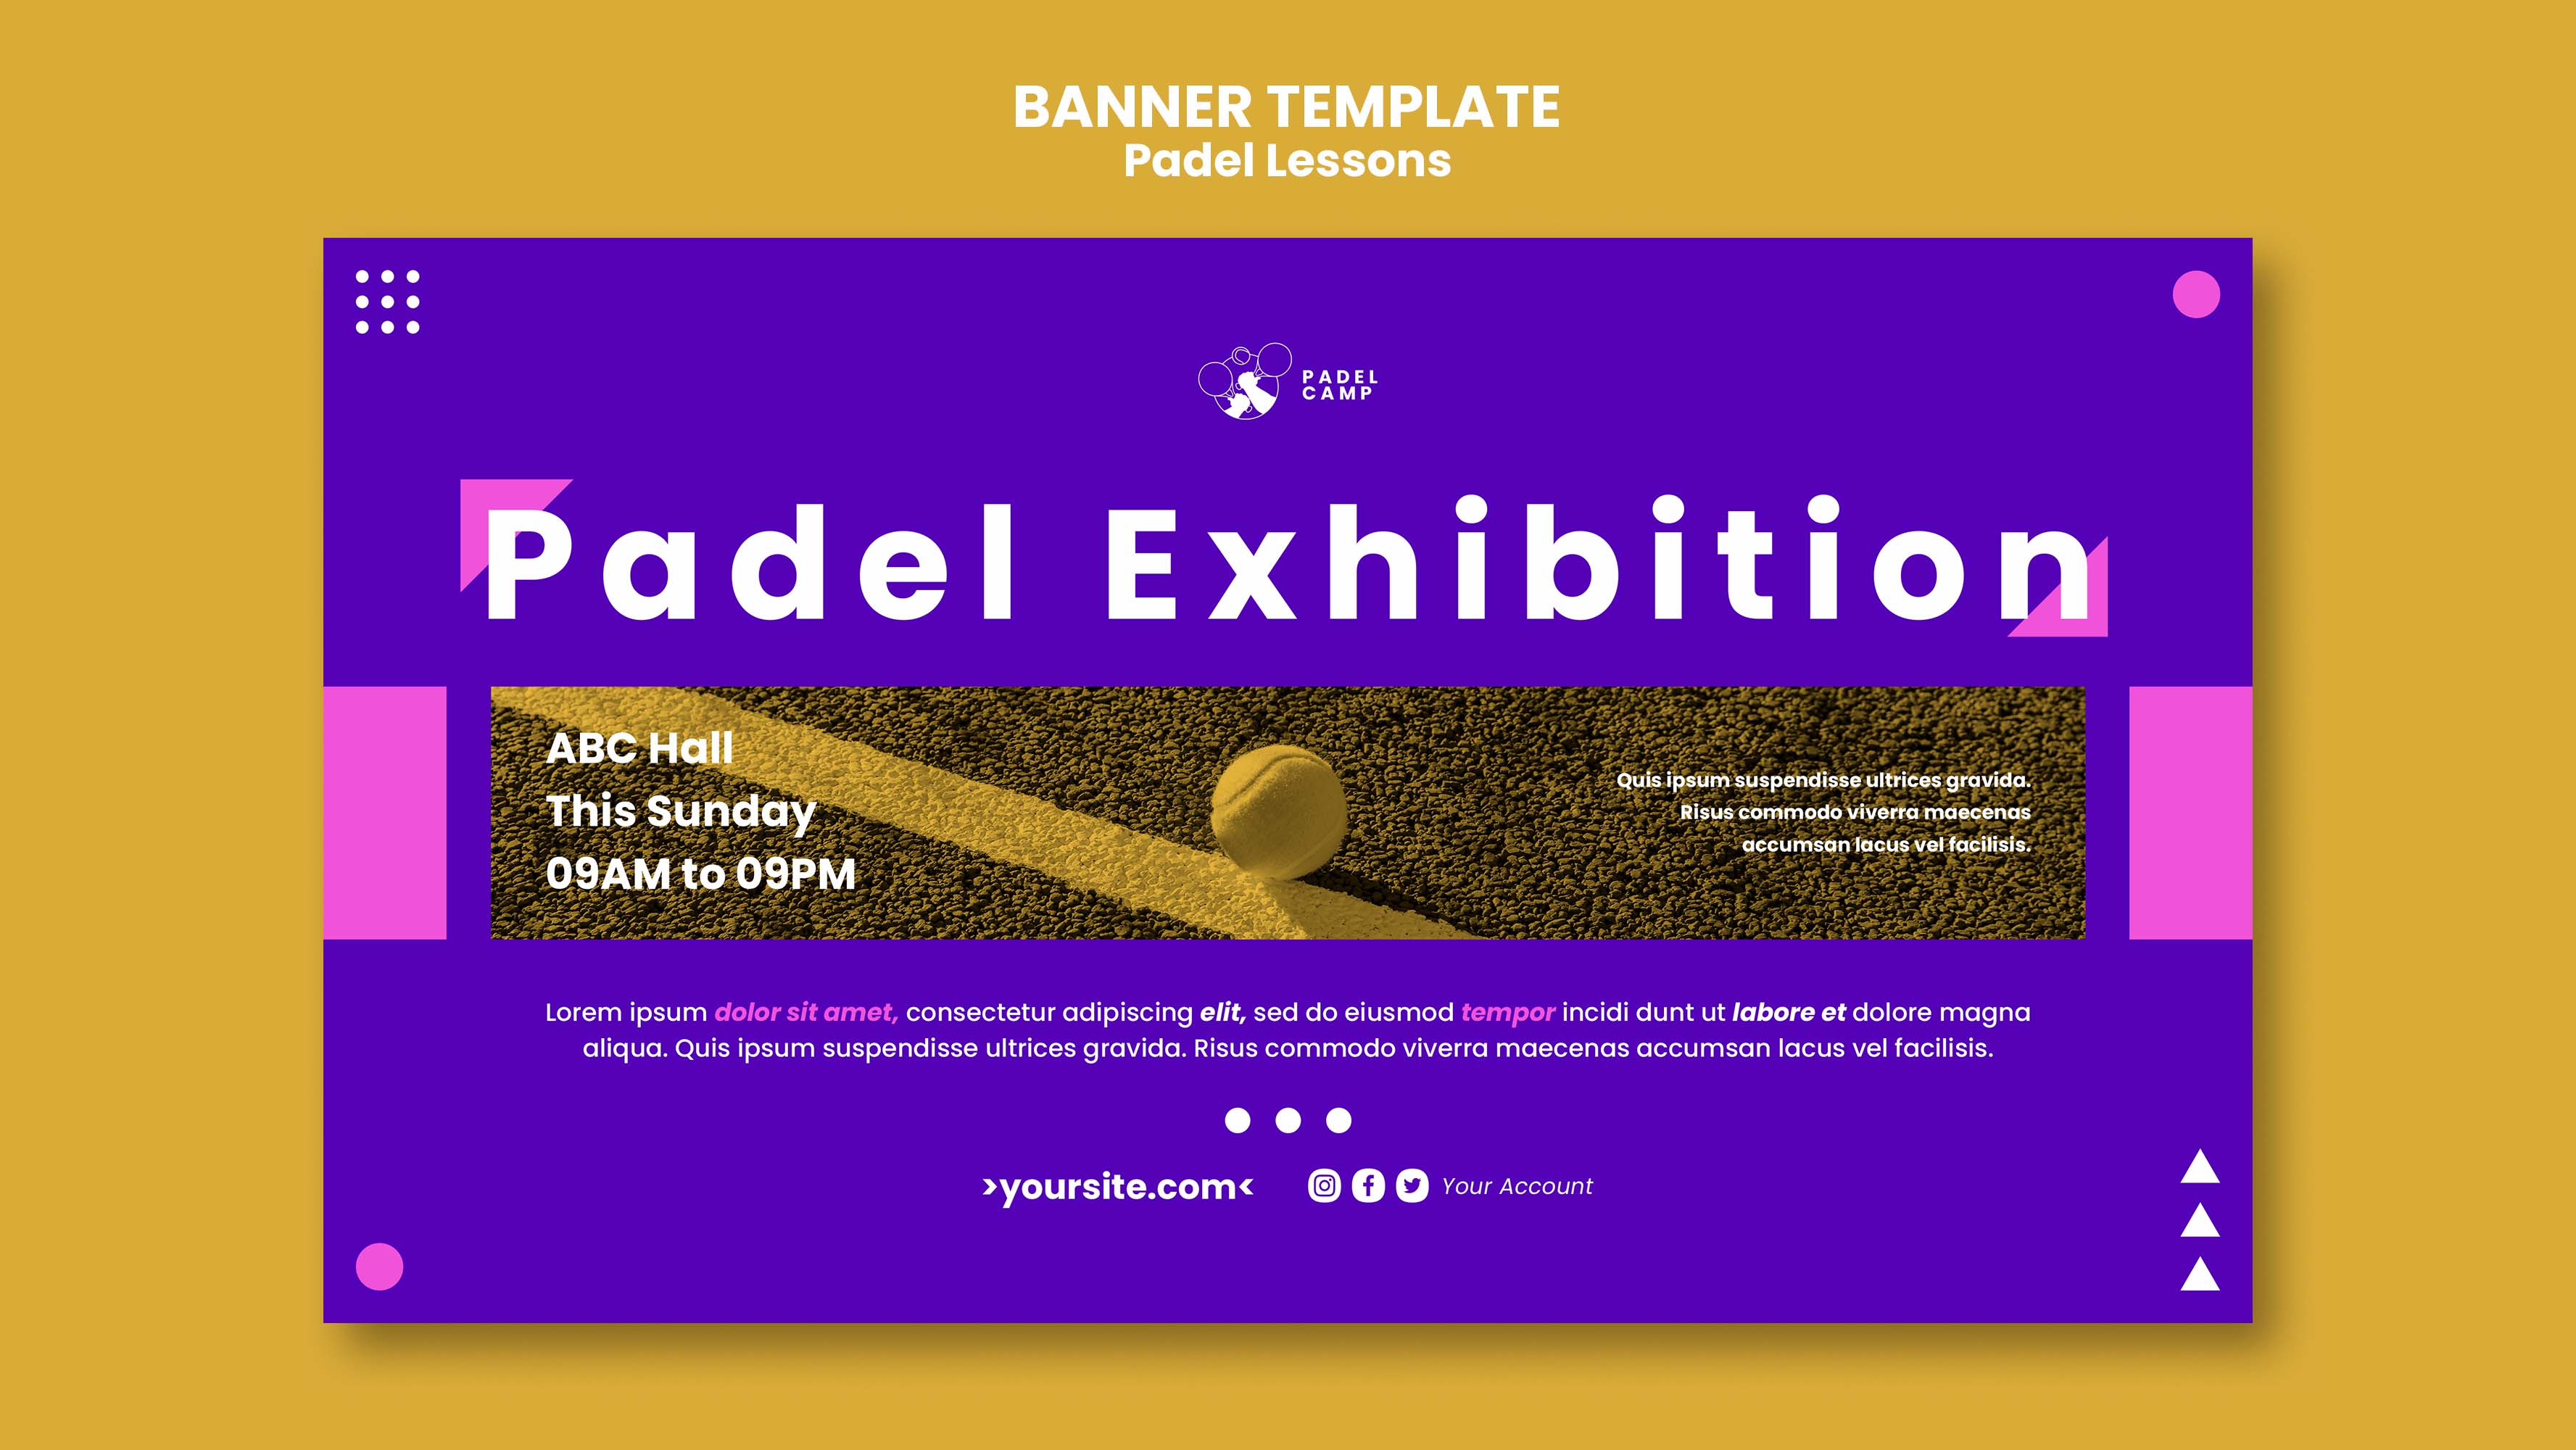 BANNER TEMPLATE
Padel Lessons
PADEL
CAMP
Padel Exhibition
ABC Hall
This Sunday
09AM to 09PM
Quis ipsum suspendisse ultrices gravida.
Risus commodo viverra maecenas
accumsan lacus vel facilisis.
Lorem ipsum dolor sit amet, consectetur adipiscing elit, sed do eiusmod tempor incidi dunt ut labore et dolore magna
aliqua. Quis ipsum suspendisse ultrices gravida. Risus commodo viverra maecenas accumsan lacus vel facilisis.
>yoursite.com< Your Account